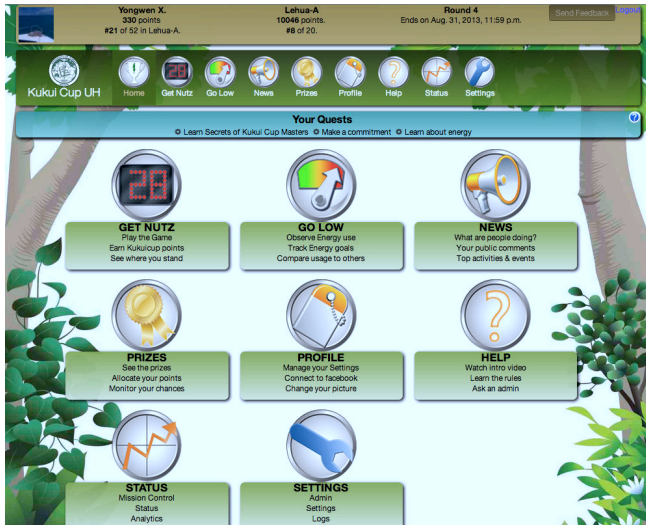 Yongwen X.
330 points
#21 of 52 in Lehua-A.
Lehua-A
10046 points.
#8 of 20.
Round 4
Ends on Aug. 31, 2013, 11:59 p.m.
Send Feedback
Logout
Kukui Cup UH
Home
Get Nutz
28
Go Low
News
Prizes
Profile
Help
Status
Settings
Your Quests
?
Learn Secrets of Kukui Cup Masters Make a commitment Learn about energy
28
GET NUTZ
Play the Game
Earn Kukuicup points
See where you stand
GO LOW
Observe Energy use
Track Energy goals
Compare usage to others
NEWS
What are people doing?
Your public comments
Top activities & events
PRIZES
See the prizes
Allocate your points
Monitor your chances
PROFILE
Manage your Settings
Connect to facebook
Change your picture
?
HELP
Watch intro video
Learn the rules
Ask an admin
STATUS
Mission Control
Status
Analytics
SETTINGS
Admin
Settings
Logs